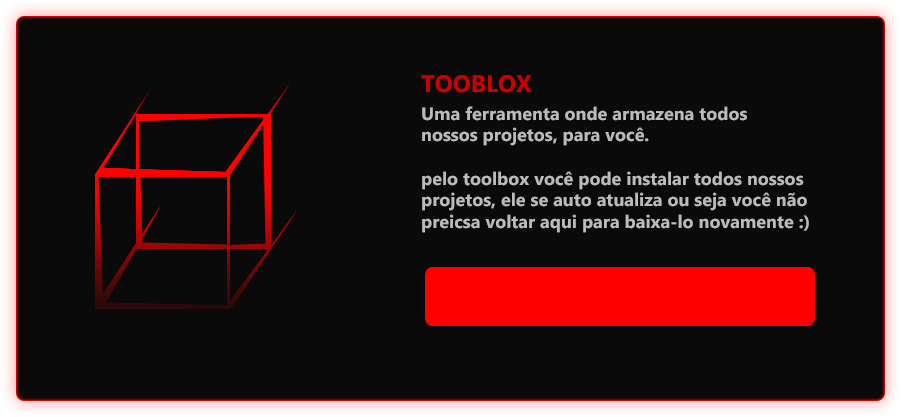 TOOBLOX
Uma ferramenta onde armazena todos
nossos projetos, para você.
pelo toolbox você pode instalar todos nossos
projetos, ele se auto atualiza ou seja você não
preicsa voltar aqui para baixa-lo novamente :)